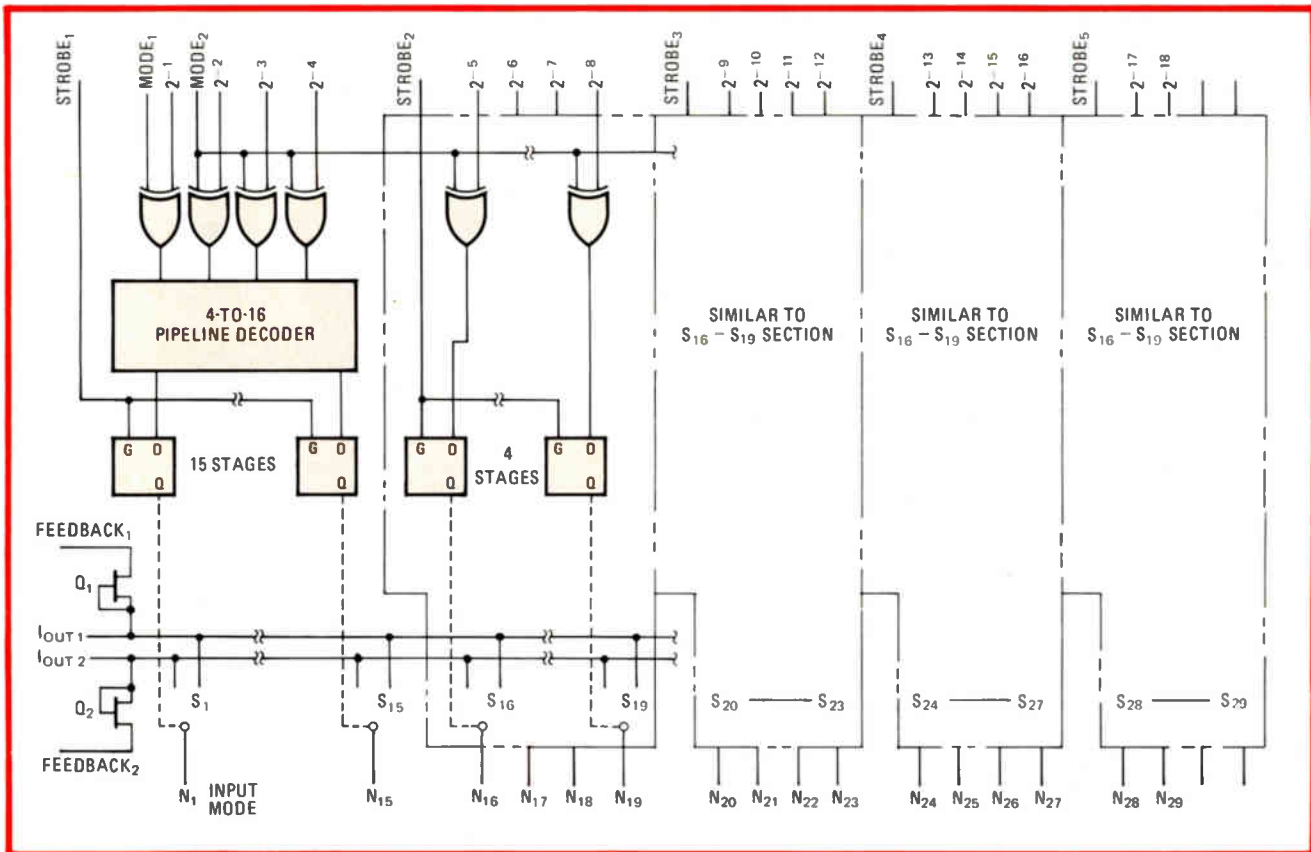 STROBE₁
MODE₁
2⁻¹
MODE₂
2⁻²
2⁻³
2⁻⁴
STROBE₂
2⁻⁵
2⁻⁶
2⁻⁷
2⁻⁸
STROBE₃
2⁻⁹
2⁻¹⁰
2⁻¹¹
2⁻¹²
STROBE₄
2⁻¹³
2⁻¹⁴
2⁻¹⁵
2⁻¹⁶
STROBE₅
2⁻¹⁷
2⁻¹⁸
4-TO-16
PIPELINE DECODER
SIMILAR TO
S₁₆ – S₁₉ SECTION
SIMILAR TO
S₁₆ – S₁₉ SECTION
SIMILAR TO
S₁₆ – S₁₉ SECTION
G D
Q
15 STAGES
G D
Q
G D
Q
4
STAGES
G D
Q
FEEDBACK₁
Q₁
I_OUT 1
I_OUT 2
Q₂
FEEDBACK₂
S₁
S₁₅
S₁₆
S₁₉
S₂₀ S₂₃
S₂₄ S₂₇
S₂₈ S₂₉
N₁
INPUT
MODE
N₁₅
N₁₆
N₁₇
N₁₈
N₁₉
N₂₀
N₂₁
N₂₂
N₂₃
N₂₄
N₂₅
N₂₆
N₂₇
N₂₈
N₂₉